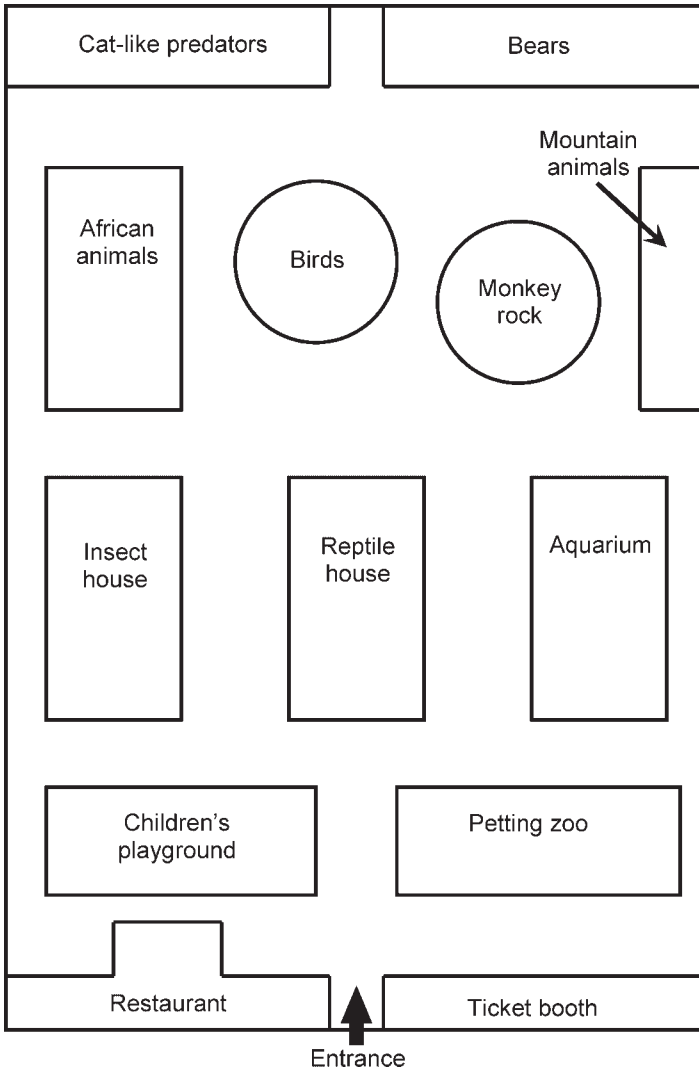 Cat-like predators
Bears
Mountain
animals
African
animals
Birds
Monkey
rock
Insect
house
Reptile
house
Aquarium
Children’s
playground
Petting zoo
Restaurant
Ticket booth
Entrance